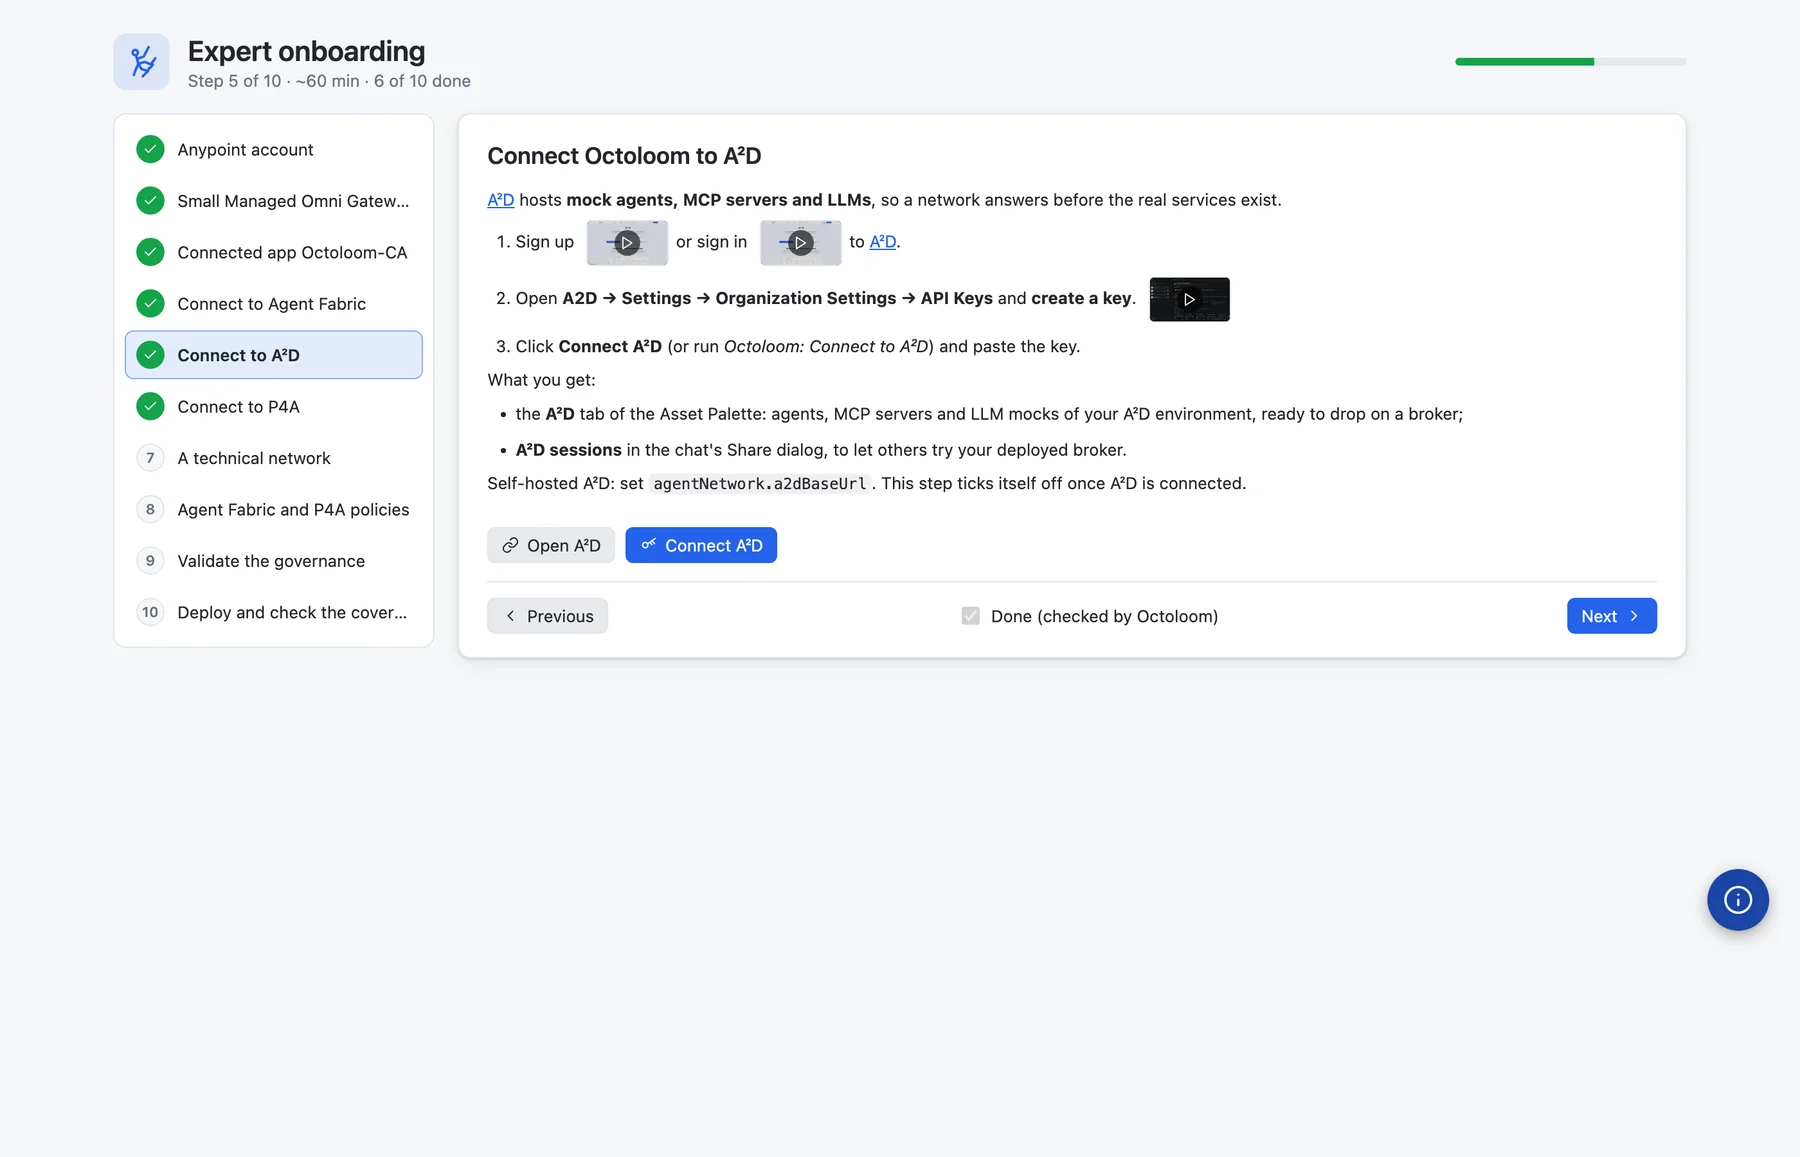 Expert onboarding
Step 5 of 10 · ~60 min · 6 of 10 done
Anypoint account
Small Managed Omni Gatew...
Connected app Octoloom-CA
Connect to Agent Fabric
Connect to A²D
Connect to P4A
7 A technical network
8 Agent Fabric and P4A policies
9 Validate the governance
10 Deploy and check the cover...
Connect Octoloom to A²D
A²D hosts mock agents, MCP servers and LLMs, so a network answers before the real services exist.
1. Sign up or sign in to A²D.
2. Open A2D → Settings → Organization Settings → API Keys and create a key.
3. Click Connect A²D (or run Octoloom: Connect to A²D) and paste the key.
What you get:
• the A²D tab of the Asset Palette: agents, MCP servers and LLM mocks of your A²D environment, ready to drop on a broker;
• A²D sessions in the chat's Share dialog, to let others try your deployed broker.
Self-hosted A²D: set agentNetwork.a2dBaseUrl. This step ticks itself off once A²D is connected.
Open A²D
Connect A²D
Previous
Done (checked by Octoloom)
Next